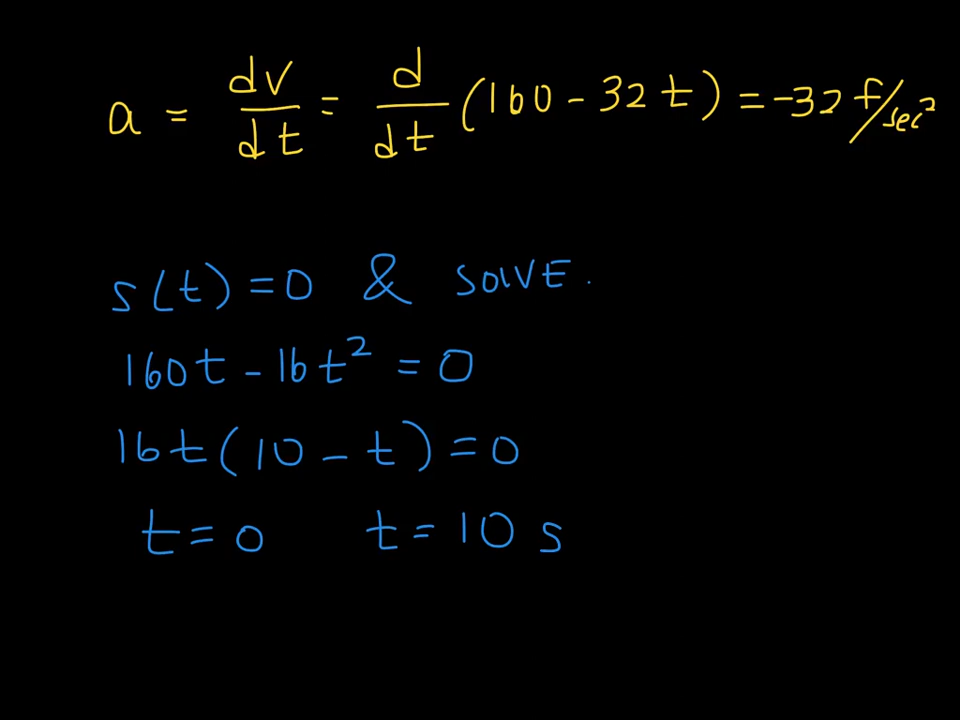 a = dv/dt = d/dt (160 - 32t) = -32 f/sec²
s(t) = 0 & SOLVE.
160t - 16t² = 0
16t(10 - t) = 0
t = 0 t = 10 s